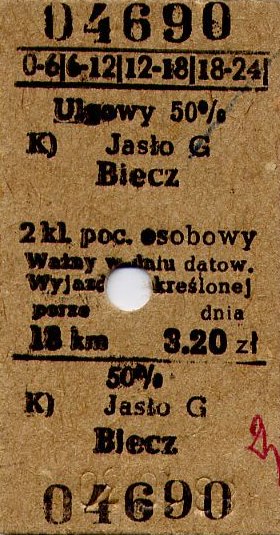 04690
0-6|6-12|12-18|18-24|
Ulgowy 50%
K) Jasło G
Biecz
2 kl. poc. osobowy
Ważny w dniu datow.
kreślonej
porze dnia
18 km 3.20 zł
50%
K) Jasło G
Biecz
04690